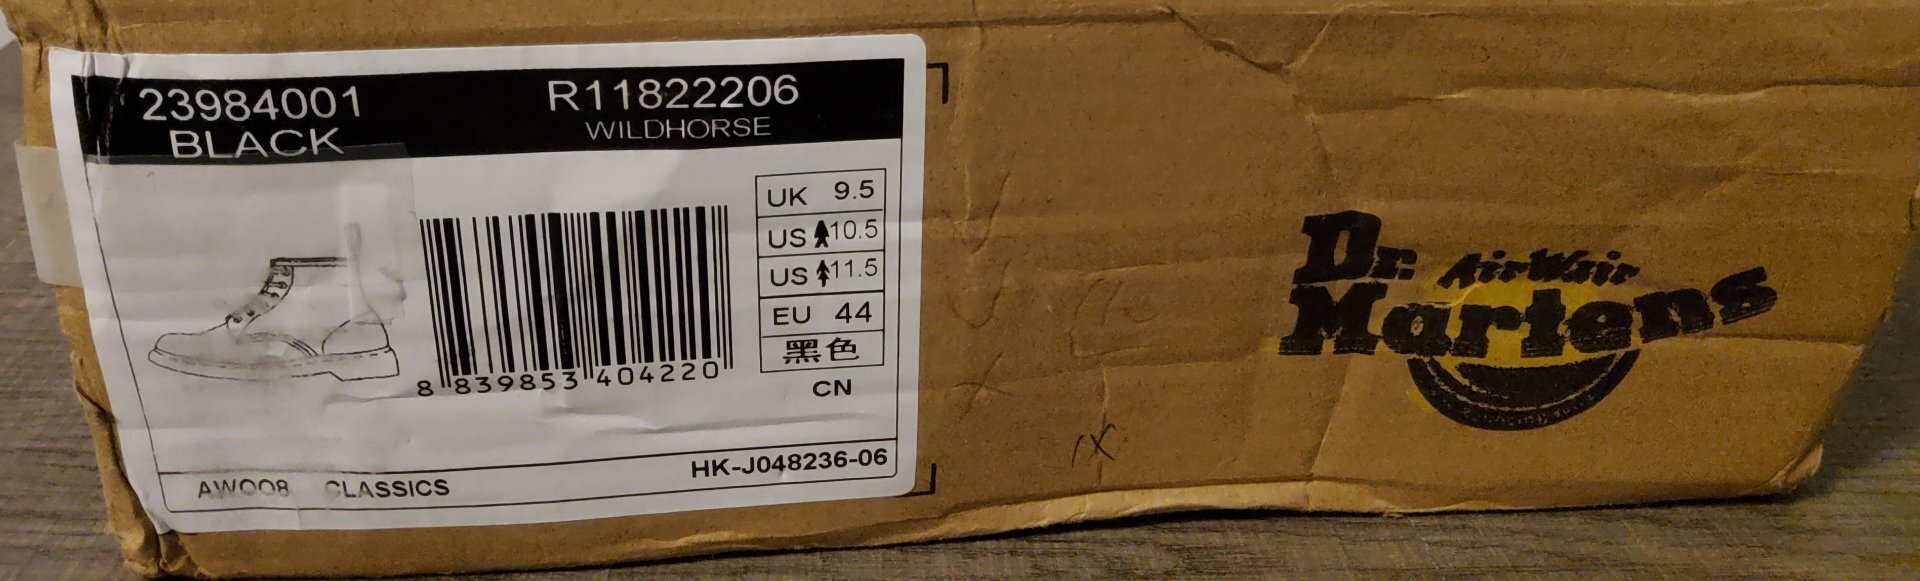 23984001
BLACK
R11822206
WILDHORSE
UK 9.5
US 10.5
US 11.5
EU 44
黑色
CN
8 839853 404220
HK-J048236-06
AW008 CLASSICS
Dr.
AirWair
Martens